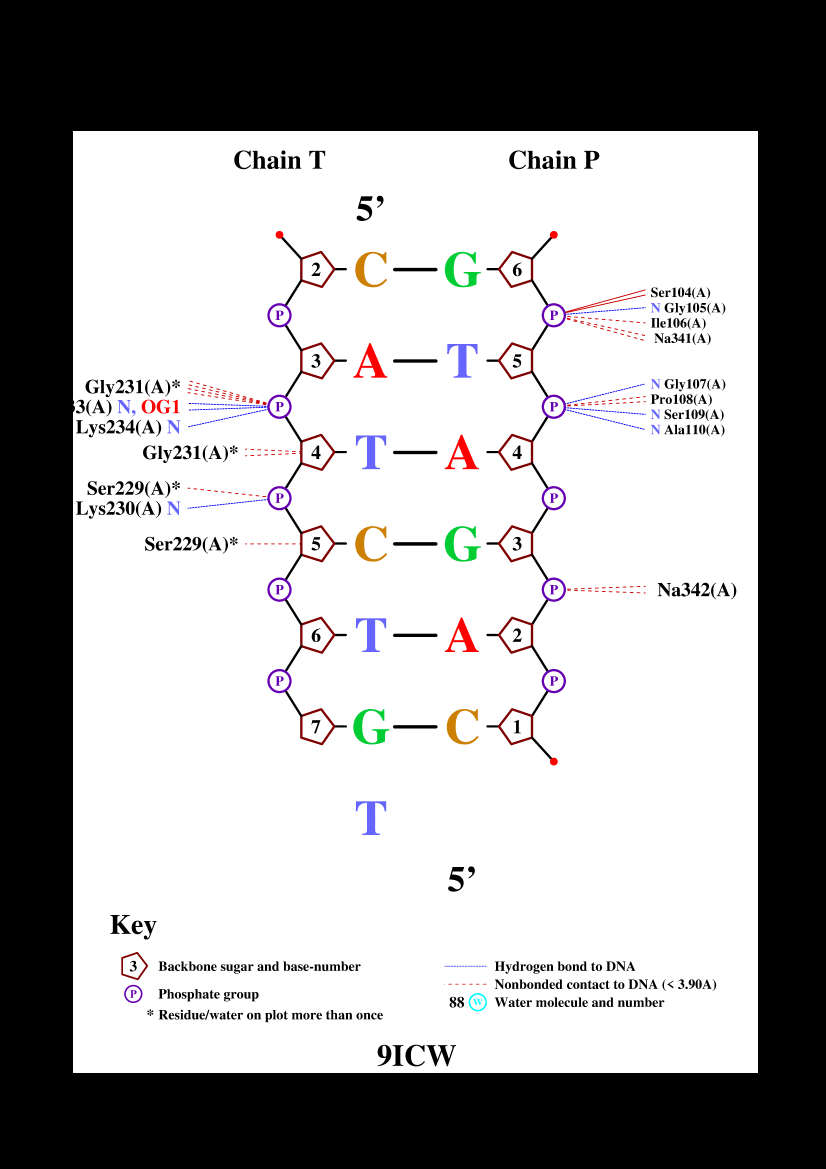 Chain T Chain P
5’
2 C G 6
Ser104(A)
P P N Gly105(A)
Ile106(A)
Na341(A)
3 A T 5
Gly231(A)* N Gly107(A)
Pro108(A)
33(A) N, OG1 P P
N Ser109(A)
Lys234(A) N N Ala110(A)
Gly231(A)* 4 T A 4
Ser229(A)*
P P
Lys230(A) N
Ser229(A)* 5 C G 3
P P Na342(A)
6 T A 2
P P
7 G C 1
T
5’
Key
3 Backbone sugar and base-number Hydrogen bond to DNA
Nonbonded contact to DNA (< 3.90A)
P Phosphate group 88 W Water molecule and number
* Residue/water on plot more than once
9ICW